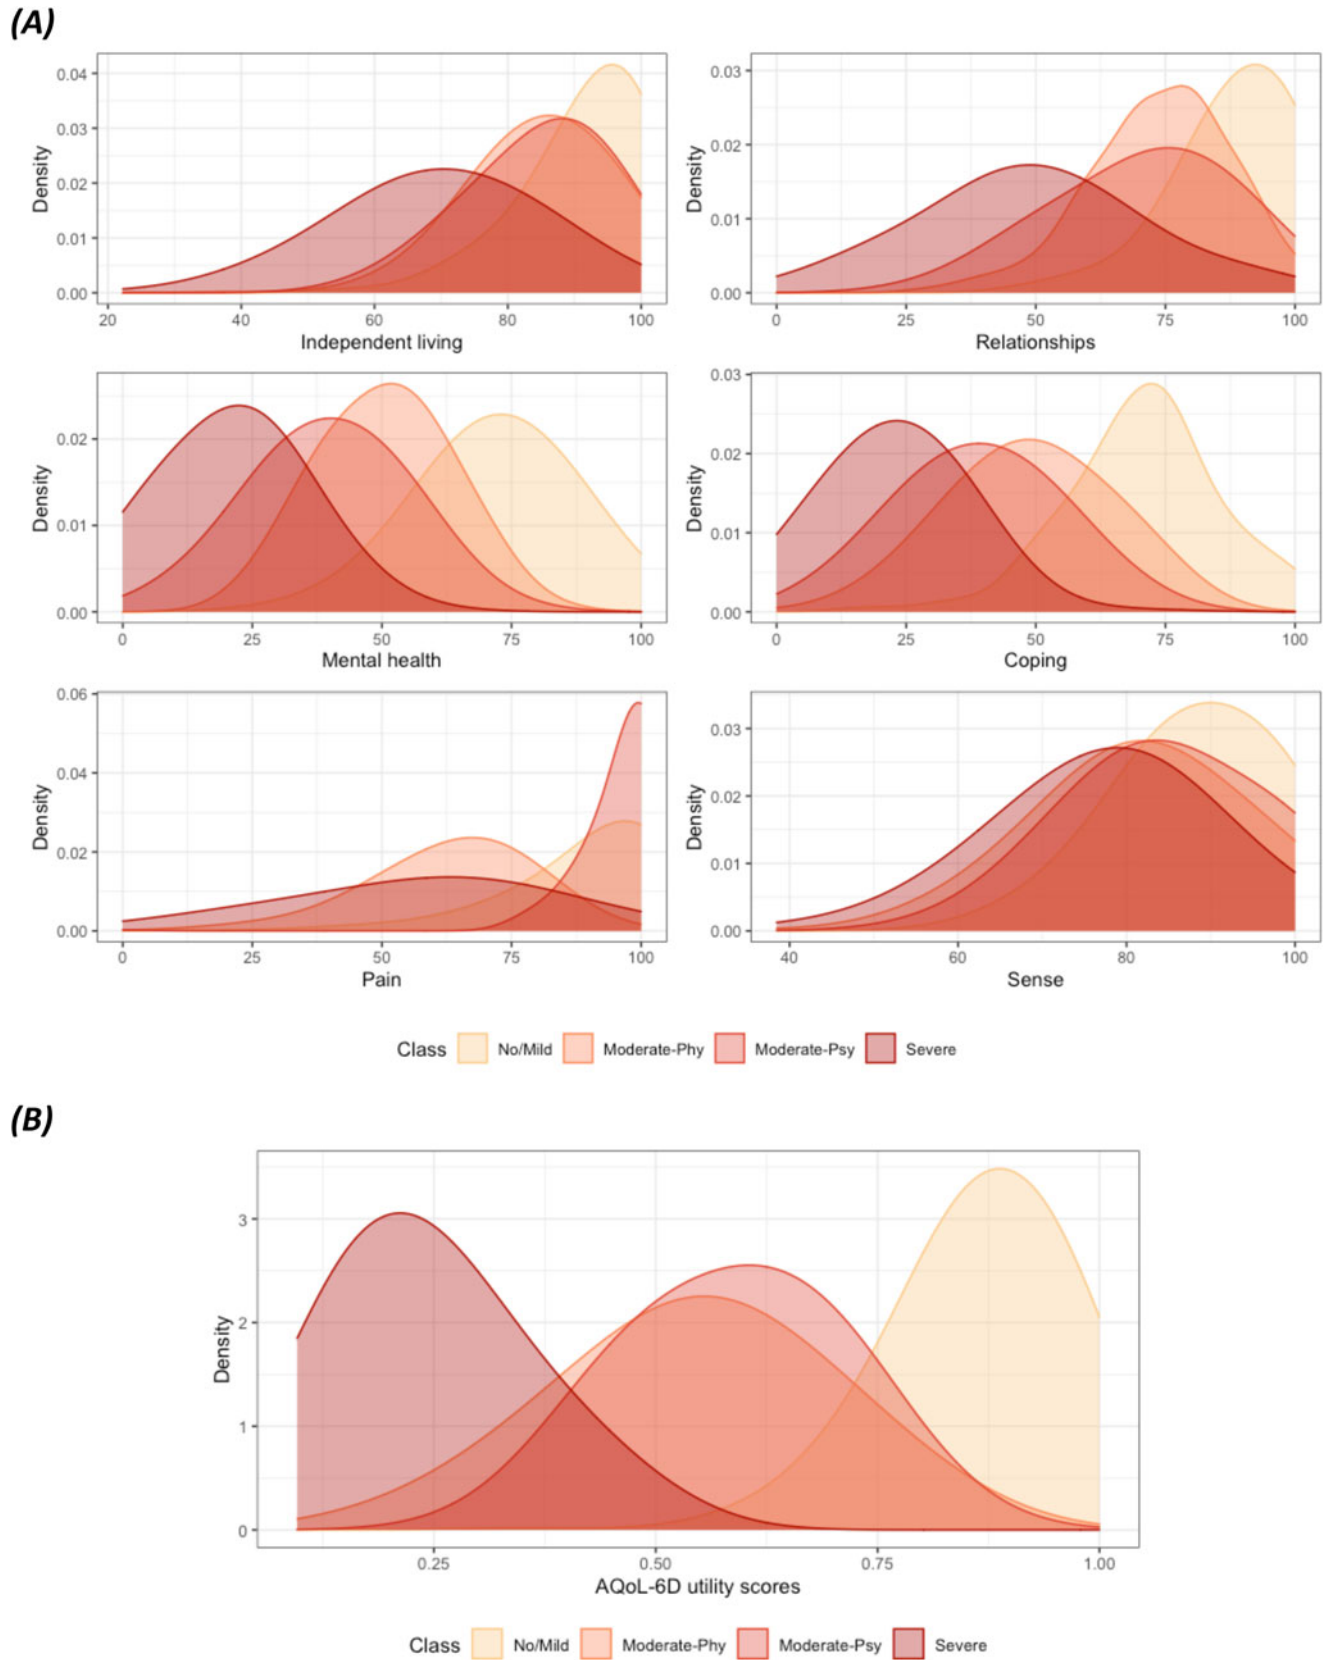 (A)
0.04
0.03
0.02
0.01
0.00
Density
20 40 60 80 100
Independent living
0.03
0.02
0.01
0.00
Density
0 25 50 75 100
Relationships
0.02
0.01
0.00
Density
0 25 50 75 100
Mental health
0.03
0.02
0.01
0.00
Density
0 25 50 75 100
Coping
0.06
0.04
0.02
0.00
Density
0 25 50 75 100
Pain
0.03
0.02
0.01
0.00
Density
40 60 80 100
Sense
Class No/Mild Moderate-Phy Moderate-Psy Severe
(B)
3
2
1
0
Density
0.25 0.50 0.75 1.00
AQoL-6D utility scores
Class No/Mild Moderate-Phy Moderate-Psy Severe